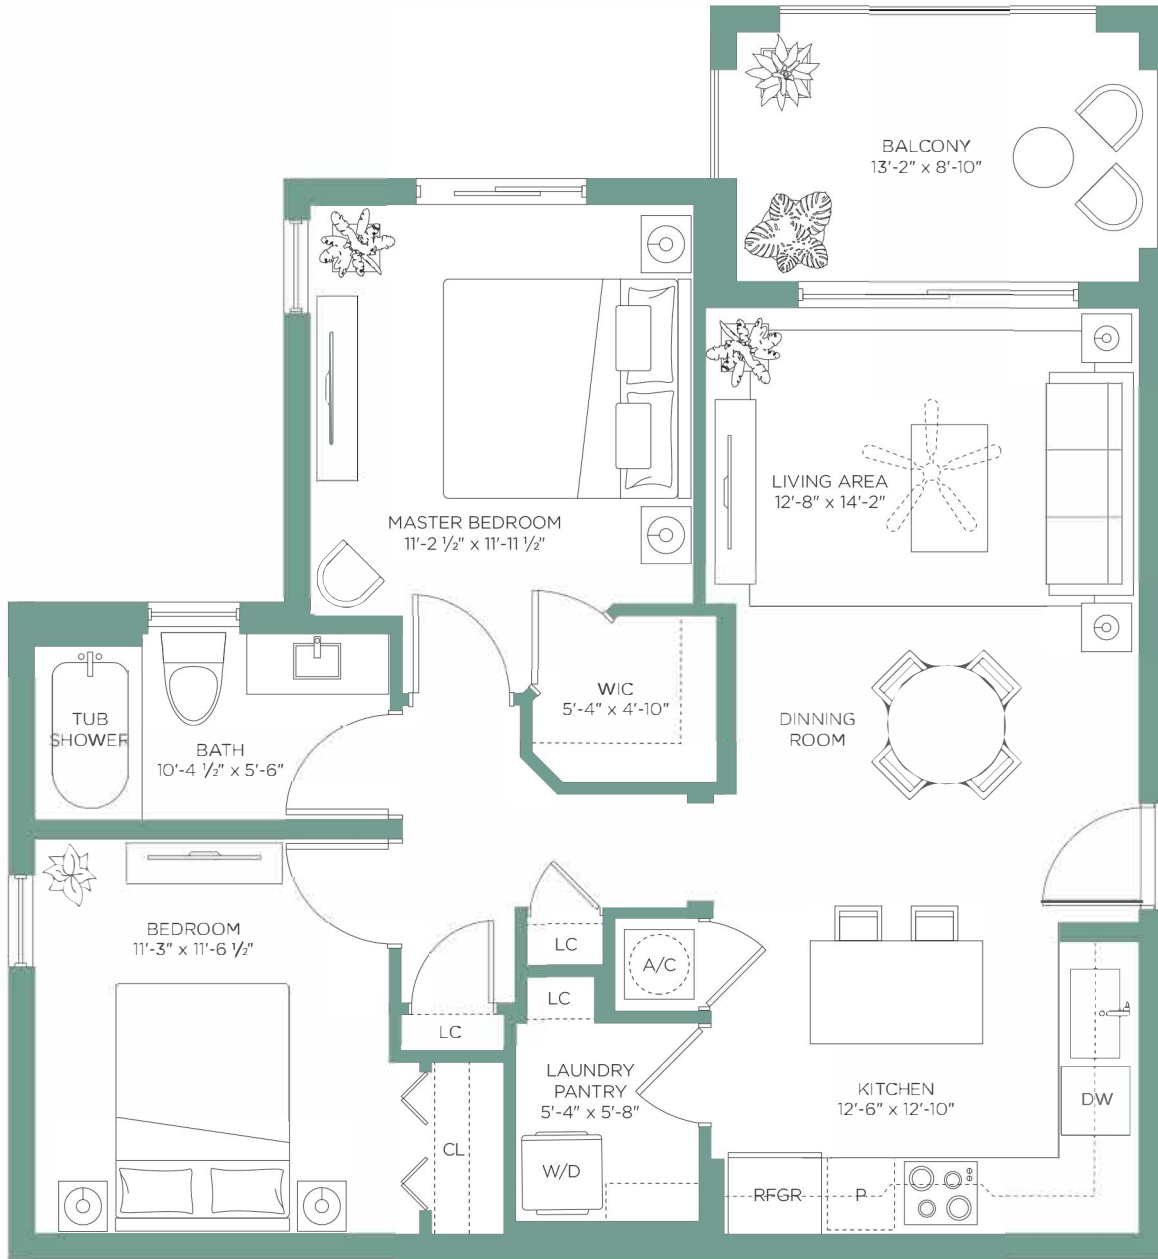 BALCONY
13'-2" x 8'-10"
LIVING AREA
12'-8" x 14'-2"
MASTER BEDROOM
11'-2 ½" x 11'-11 ½"
WIC
5'-4" x 4'-10"
DINNING
ROOM
TUB
SHOWER
BATH
10'-4 ½" x 5'-6"
BEDROOM
11'-3" x 11'-6 ½"
LC
A/C
LC
LC
LAUNDRY
PANTRY
5'-4" x 5'-8"
KITCHEN
12'-6" x 12'-10"
DW
CL
W/D
RFGR
P